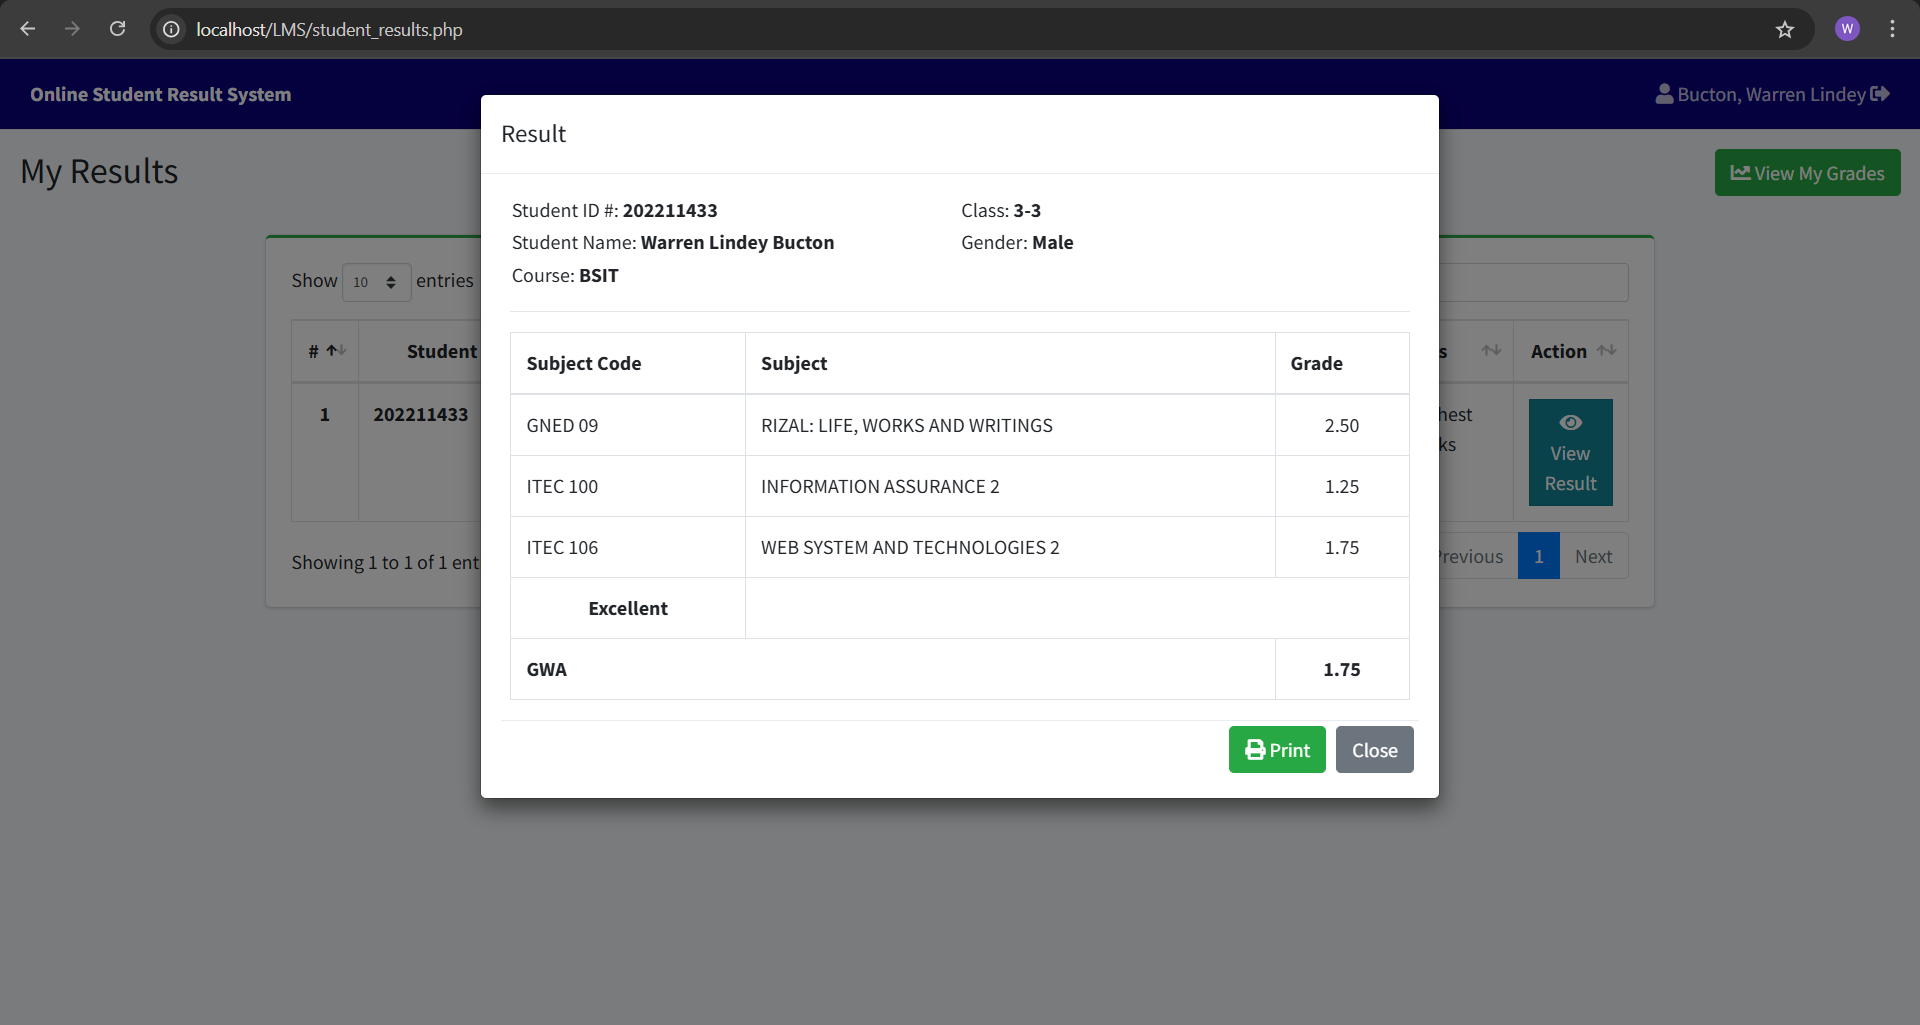 localhost/LMS/student_results.php
W
Online Student Result System
Bucton, Warren Lindey
My Results
View My Grades
Result
Student ID #: 202211433
Class: 3-3
Student Name: Warren Lindey Bucton
Gender: Male
Course: BSIT
Show 10 entries
# Student
Action
1 202211433
View
Result
Showing 1 to 1 of 1
1 Next
Subject Code Subject Grade
GNED 09 RIZAL: LIFE, WORKS AND WRITINGS 2.50
ITEC 100 INFORMATION ASSURANCE 2 1.25
ITEC 106 WEB SYSTEM AND TECHNOLOGIES 2 1.75
Excellent
GWA 1.75
Print Close